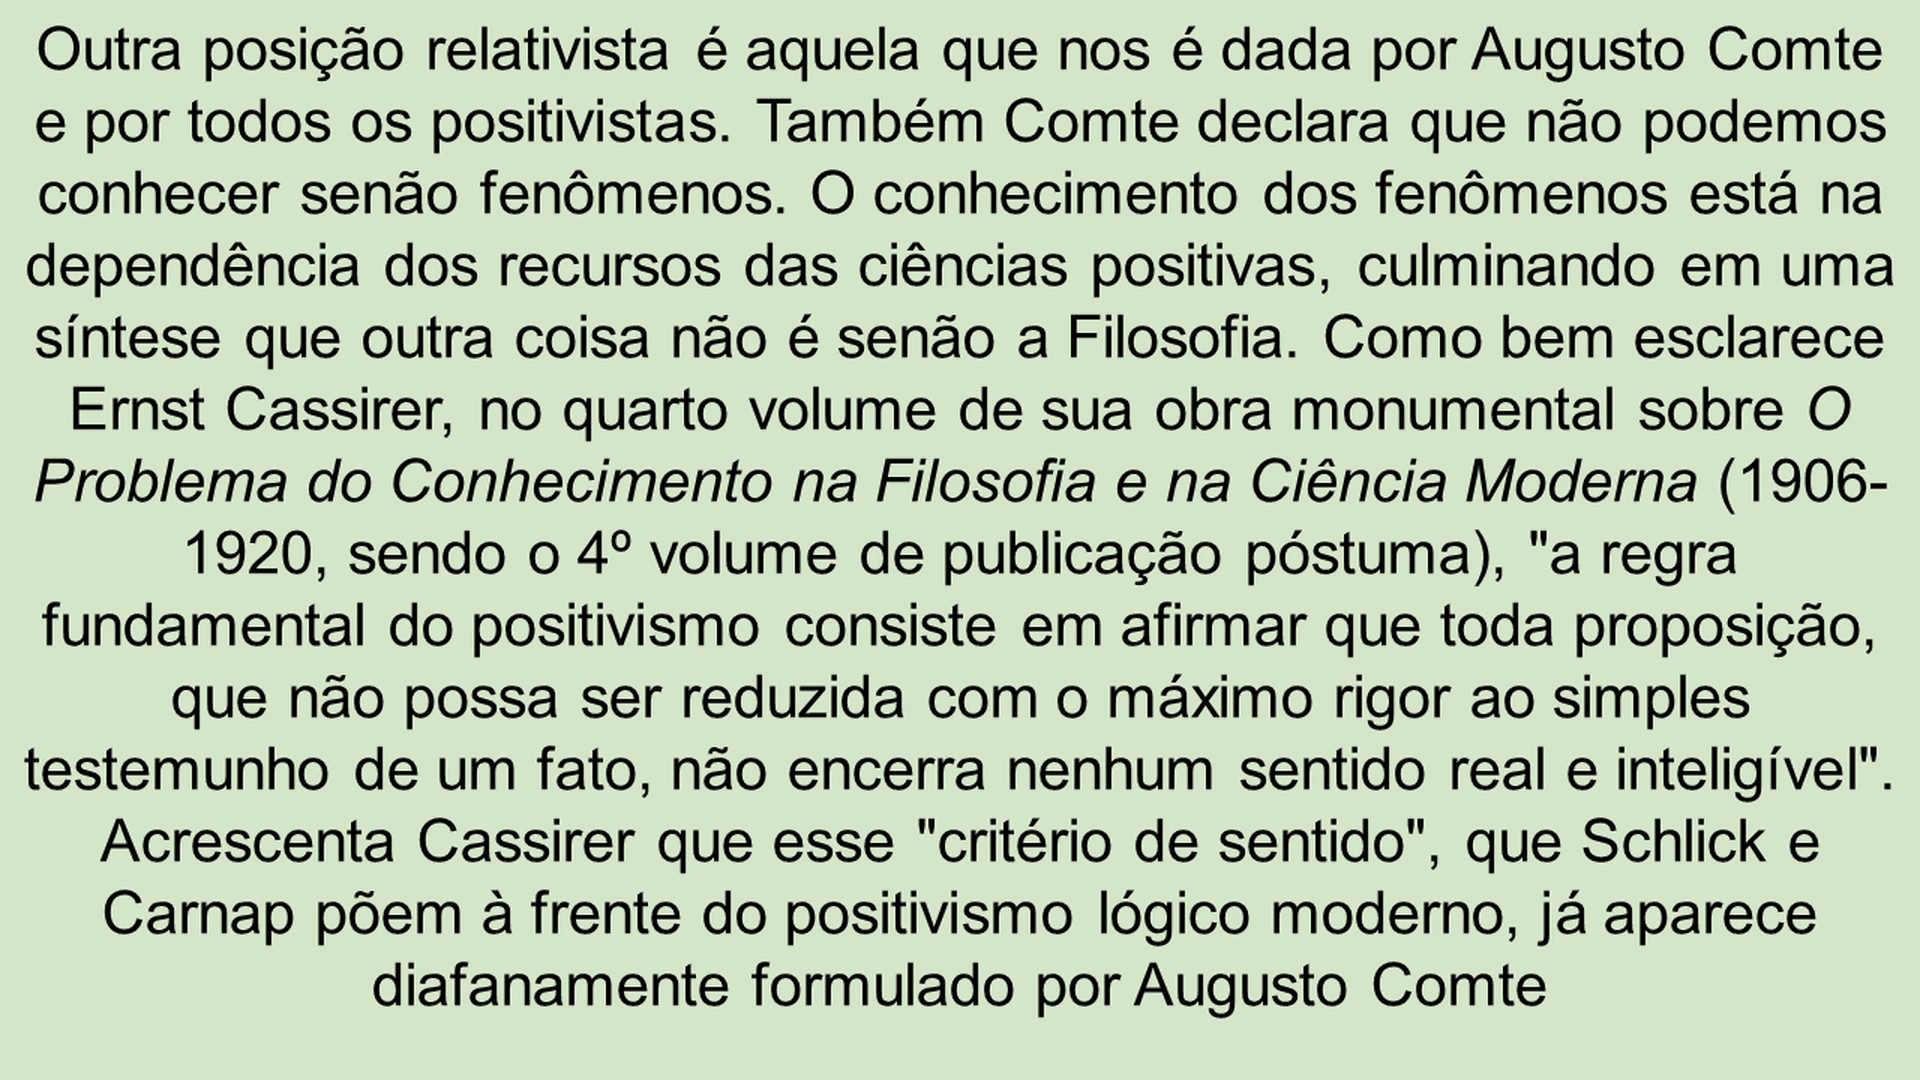 Outra posição relativista é aquela que nos é dada por Augusto Comte
e por todos os positivistas. Também Comte declara que não podemos
conhecer senão fenômenos. O conhecimento dos fenômenos está na
dependência dos recursos das ciências positivas, culminando em uma
síntese que outra coisa não é senão a Filosofia. Como bem esclarece
Ernst Cassirer, no quarto volume de sua obra monumental sobre O
Problema do Conhecimento na Filosofia e na Ciência Moderna (1906-
1920, sendo o 4º volume de publicação póstuma), "a regra
fundamental do positivismo consiste em afirmar que toda proposição,
que não possa ser reduzida com o máximo rigor ao simples
testemunho de um fato, não encerra nenhum sentido real e inteligível".
Acrescenta Cassirer que esse "critério de sentido", que Schlick e
Carnap põem à frente do positivismo lógico moderno, já aparece
diafanamente formulado por Augusto Comte